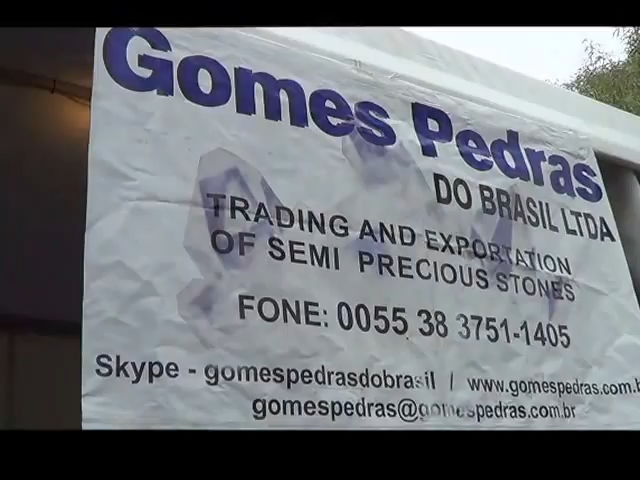 Gomes Pedras
DO BRASIL LTDA
TRADING AND EXPORTATION
OF SEMI PRECIOUS STONES
FONE: 0055 38 3751-1405
Skype - gomespedrasdobrasil / www.gomespedras.com.b
gomespedras@gomespedras.com.br